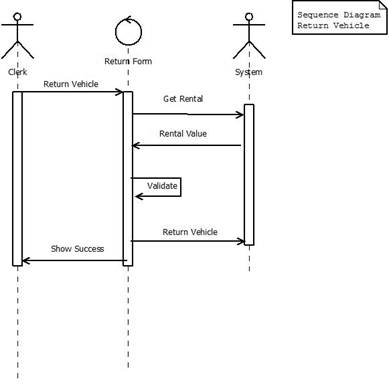 Sequence Diagram
Return Vehicle
Clerk
Return Form
System
Return Vehicle
Get Rental
Rental Value
Validate
Return Vehicle
Show Success